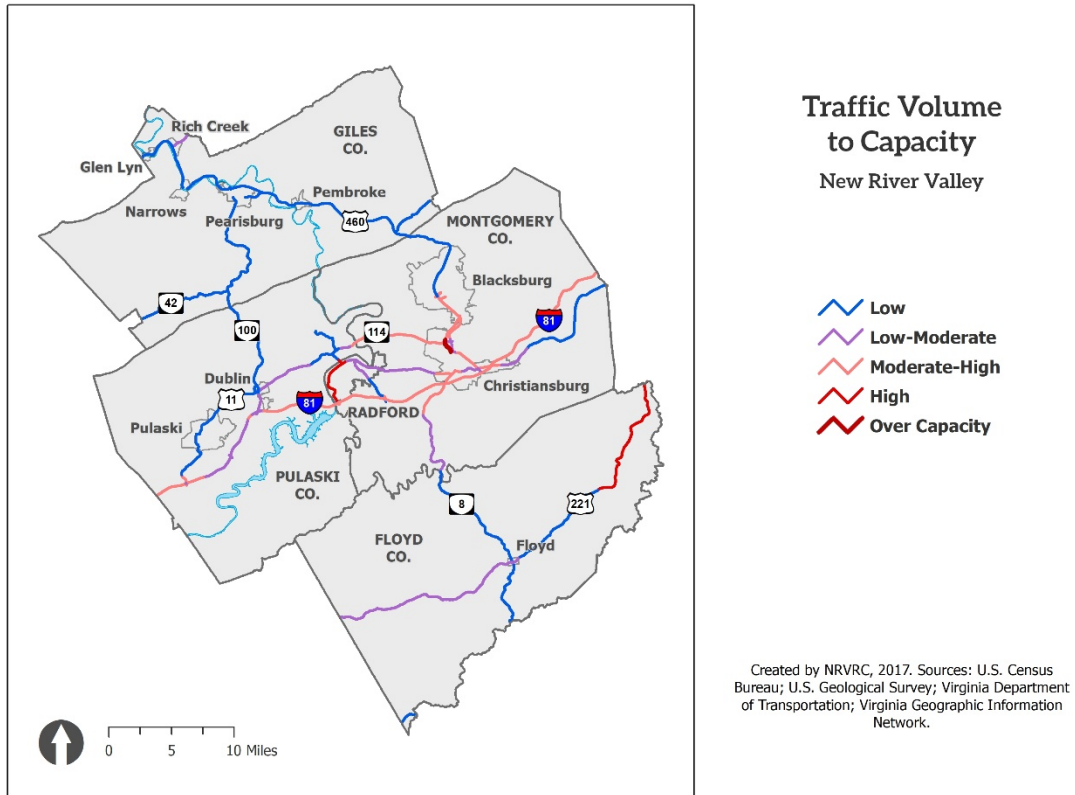 Traffic Volume
to Capacity
New River Valley
Low
Low-Moderate
Moderate-High
High
Over Capacity
Rich Creek
GILES
CO.
Glen Lyn
Narrows
Pembroke
Pearisburg
460
MONTGOMERY
CO.
Blacksburg
42
100
114
81
Dublin
Christiansburg
11
81
RADFORD
Pulaski
PULASKI
CO.
8
221
FLOYD
CO.
Floyd
0 5 10 Miles
Created by NRVRC, 2017. Sources: U.S. Census
Bureau; U.S. Geological Survey; Virginia Department
of Transportation; Virginia Geographic Information
Network.